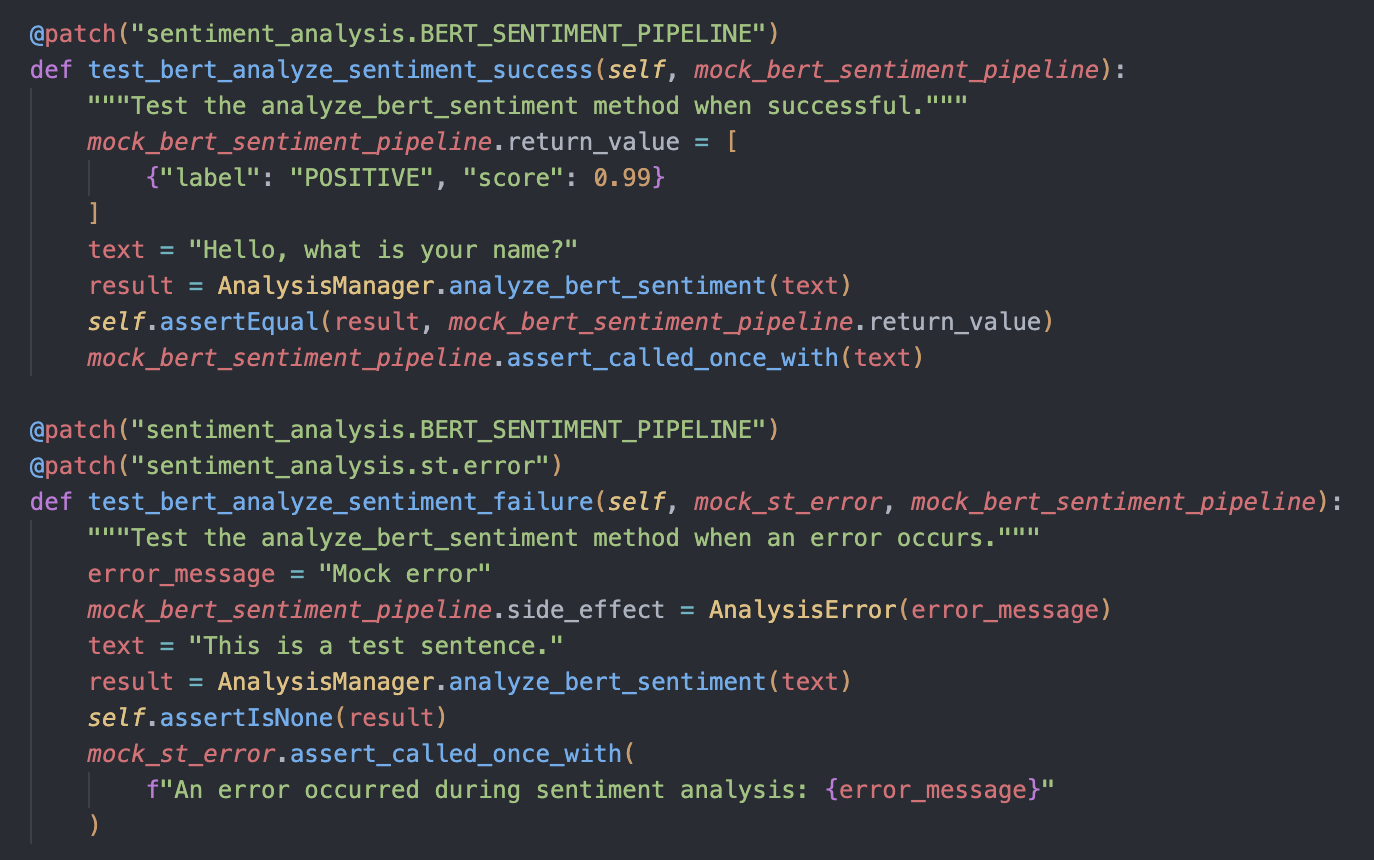 @patch("sentiment_analysis.BERT_SENTIMENT_PIPELINE")
def test_bert_analyze_sentiment_success(self, mock_bert_sentiment_pipeline):
    """Test the analyze_bert_sentiment method when successful."""
    mock_bert_sentiment_pipeline.return_value = [
        {"label": "POSITIVE", "score": 0.99}
    ]
    text = "Hello, what is your name?"
    result = AnalysisManager.analyze_bert_sentiment(text)
    self.assertEqual(result, mock_bert_sentiment_pipeline.return_value)
    mock_bert_sentiment_pipeline.assert_called_once_with(text)

@patch("sentiment_analysis.BERT_SENTIMENT_PIPELINE")
@patch("sentiment_analysis.st.error")
def test_bert_analyze_sentiment_failure(self, mock_st_error, mock_bert_sentiment_pipeline):
    """Test the analyze_bert_sentiment method when an error occurs."""
    error_message = "Mock error"
    mock_bert_sentiment_pipeline.side_effect = AnalysisError(error_message)
    text = "This is a test sentence."
    result = AnalysisManager.analyze_bert_sentiment(text)
    self.assertIsNone(result)
    mock_st_error.assert_called_once_with(
        f"An error occurred during sentiment analysis: {error_message}"
    )